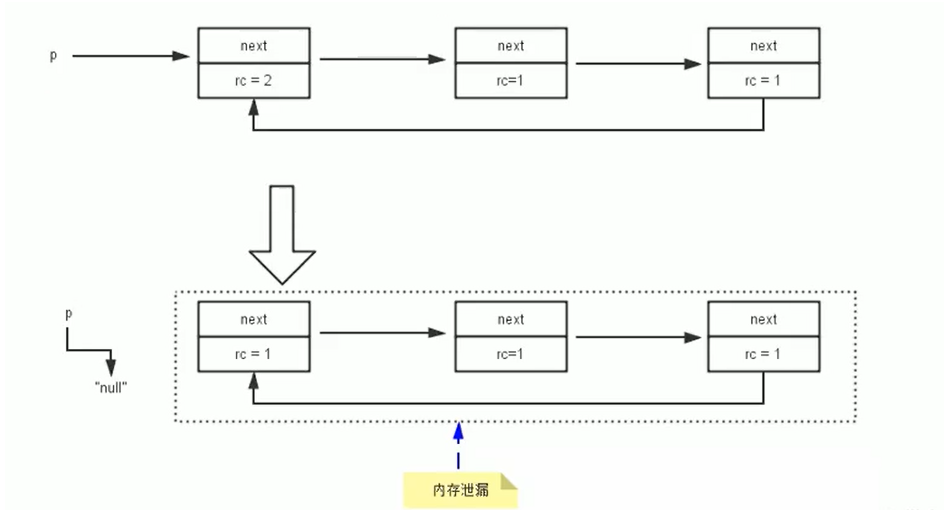 p
next
next
next
rc = 2
rc=1
rc = 1
p
next
next
next
rc = 1
rc=1
rc = 1
"null"
内存泄漏